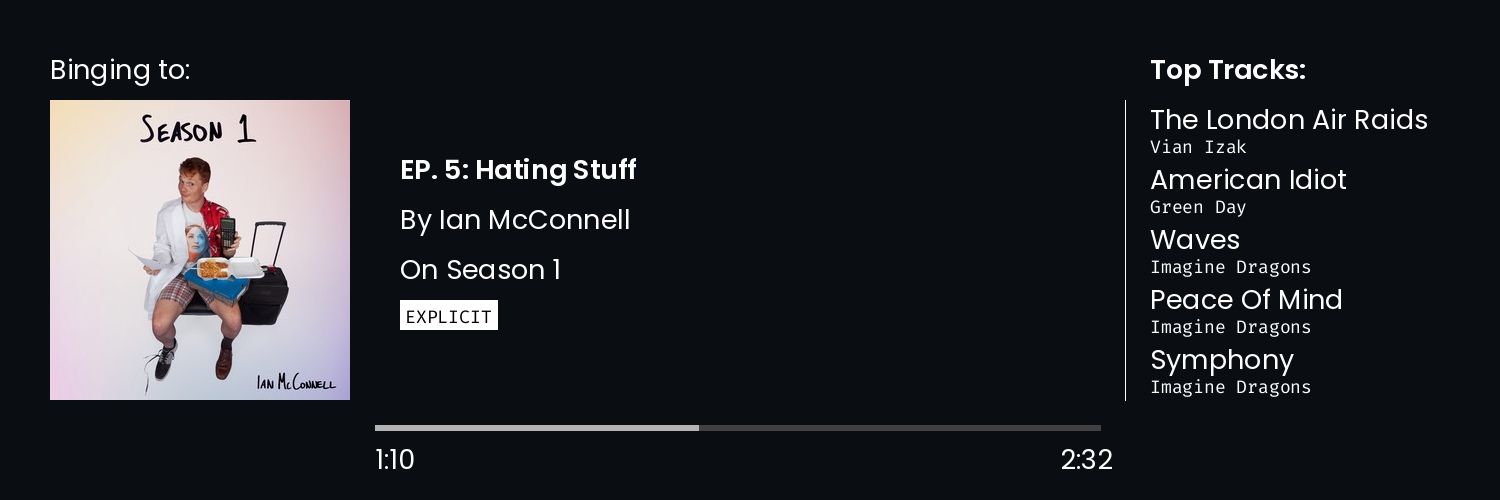 Binging to:
SEASON 1
IAN MCCONNELL
EP. 5: Hating Stuff
By Ian McConnell
On Season 1
EXPLICIT
1:10
2:32
Top Tracks:
The London Air Raids
Vian Izak
American Idiot
Green Day
Waves
Imagine Dragons
Peace Of Mind
Imagine Dragons
Symphony
Imagine Dragons